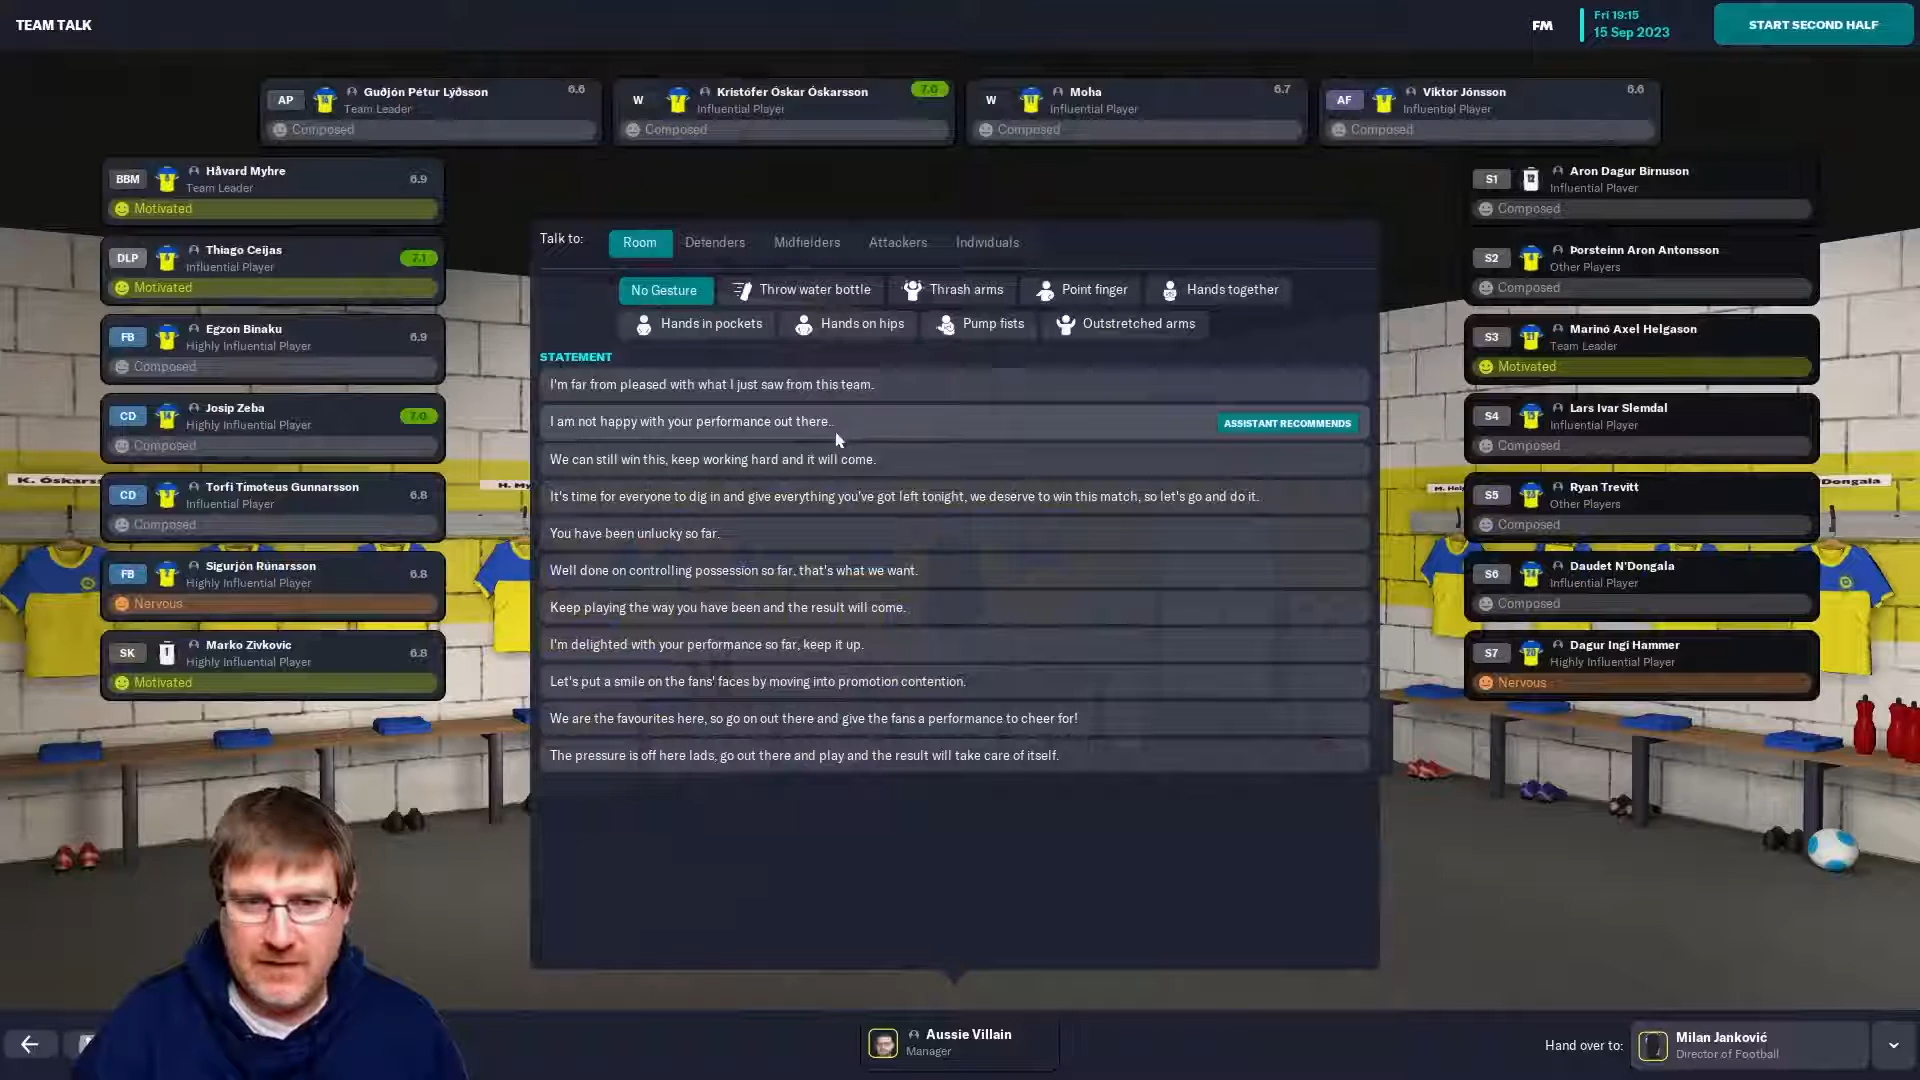 TEAM TALK
FM
Fri 19:15
15 Sep 2023
START SECOND HALF
AP
Guðjón Pétur Lýðsson
Team Leader
6.6
Composed
W
Kristófer Óskar Óskarsson
Influential Player
7.0
Composed
W
Moha
Influential Player
6.7
Composed
AF
Viktor Jónsson
Influential Player
6.6
Composed
BBM
Håvard Myhre
Team Leader
6.9
Motivated
DLP
Thiago Ceijas
Influential Player
7.1
Motivated
FB
Egzon Binaku
Highly Influential Player
6.9
Composed
CD
Josip Zeba
Highly Influential Player
7.0
Composed
CD
Torfi Tímoteus Gunnarsson
Influential Player
6.8
Composed
FB
Sigurjón Rúnarsson
Highly Influential Player
6.8
Nervous
SK
Marko Zivkovic
Highly Influential Player
6.8
Motivated
K. Óskars
H. My
Talk to:
Room
Defenders
Midfielders
Attackers
Individuals
No Gesture
Throw water bottle
Thrash arms
Point finger
Hands together
Hands in pockets
Hands on hips
Pump fists
Outstretched arms
STATEMENT
I'm far from pleased with what I just saw from this team.
I am not happy with your performance out there..
ASSISTANT RECOMMENDS
We can still win this, keep working hard and it will come.
It's time for everyone to dig in and give everything you've got left tonight, we deserve to win this match, so let's go and do it.
You have been unlucky so far.
Well done on controlling possession so far, that's what we want.
Keep playing the way you have been and the result will come.
I'm delighted with your performance so far, keep it up.
Let's put a smile on the fans' faces by moving into promotion contention.
We are the favourites here, so go on out there and give the fans a performance to cheer for!
The pressure is off here lads, go out there and play and the result will take care of itself.
S1
Aron Dagur Birnuson
Influential Player
Composed
S2
Þorsteinn Aron Antonsson
Other Players
Composed
S3
Marinó Axel Helgason
Team Leader
Motivated
S4
Lars Ivar Slemdal
Influential Player
Composed
S5
Ryan Trevitt
Other Players
Composed
S6
Daudet N'Dongala
Influential Player
Composed
S7
Dagur Ingi Hammer
Highly Influential Player
Nervous
M. Hel
Dongala
Aussie Villain
Manager
Hand over to:
Milan Janković
Director of Football